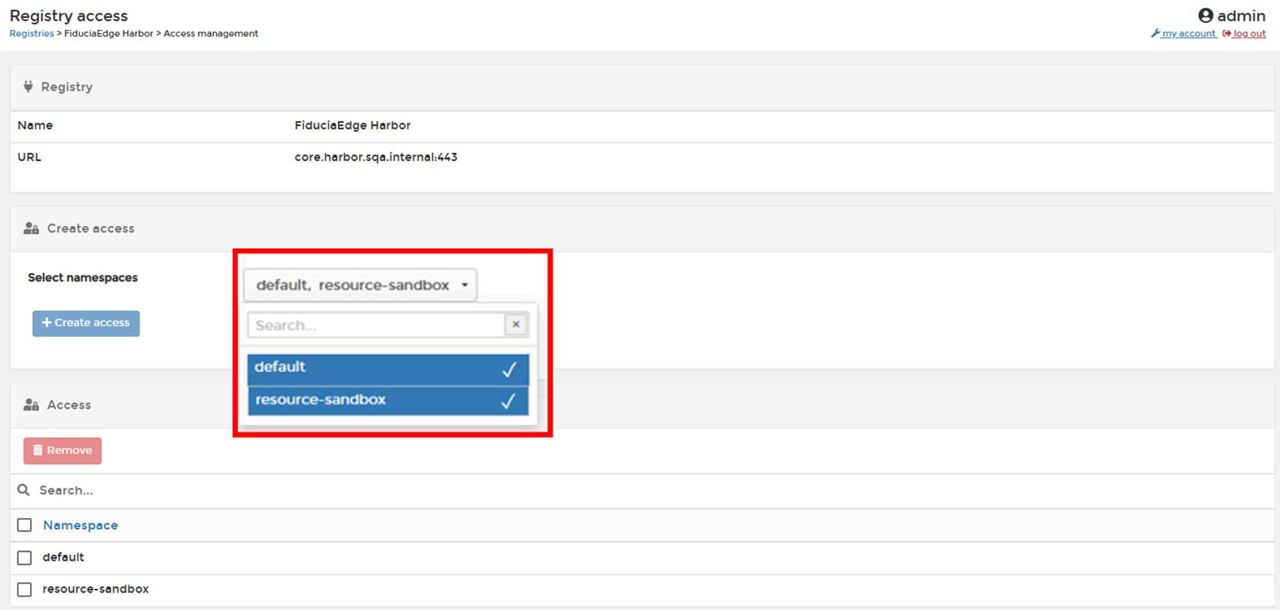 Registry access
admin
Registries > FiduciaEdge Harbor > Access management
my account log out
Registry
Name FiduciaEdge Harbor
URL core.harbor.sqa.internal:443
Create access
Select namespaces
default, resource-sandbox
Search...
+ Create access
default
resource-sandbox
Access
Remove
Search...
Namespace
default
resource-sandbox